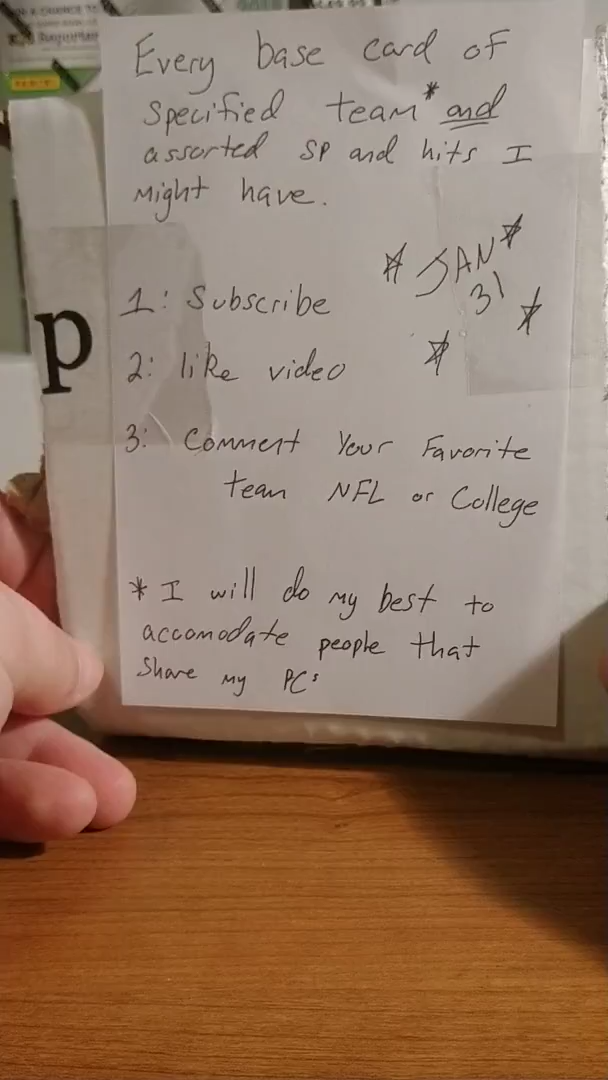 Every base card of
specified team* and
assorted SP and hits I
might have.
* JAN *
31
* *
1: Subscribe
2: like video
3: Comment Your Favorite
team NFL or College
* I will do my best to
accomodate people that
share my PCs
p